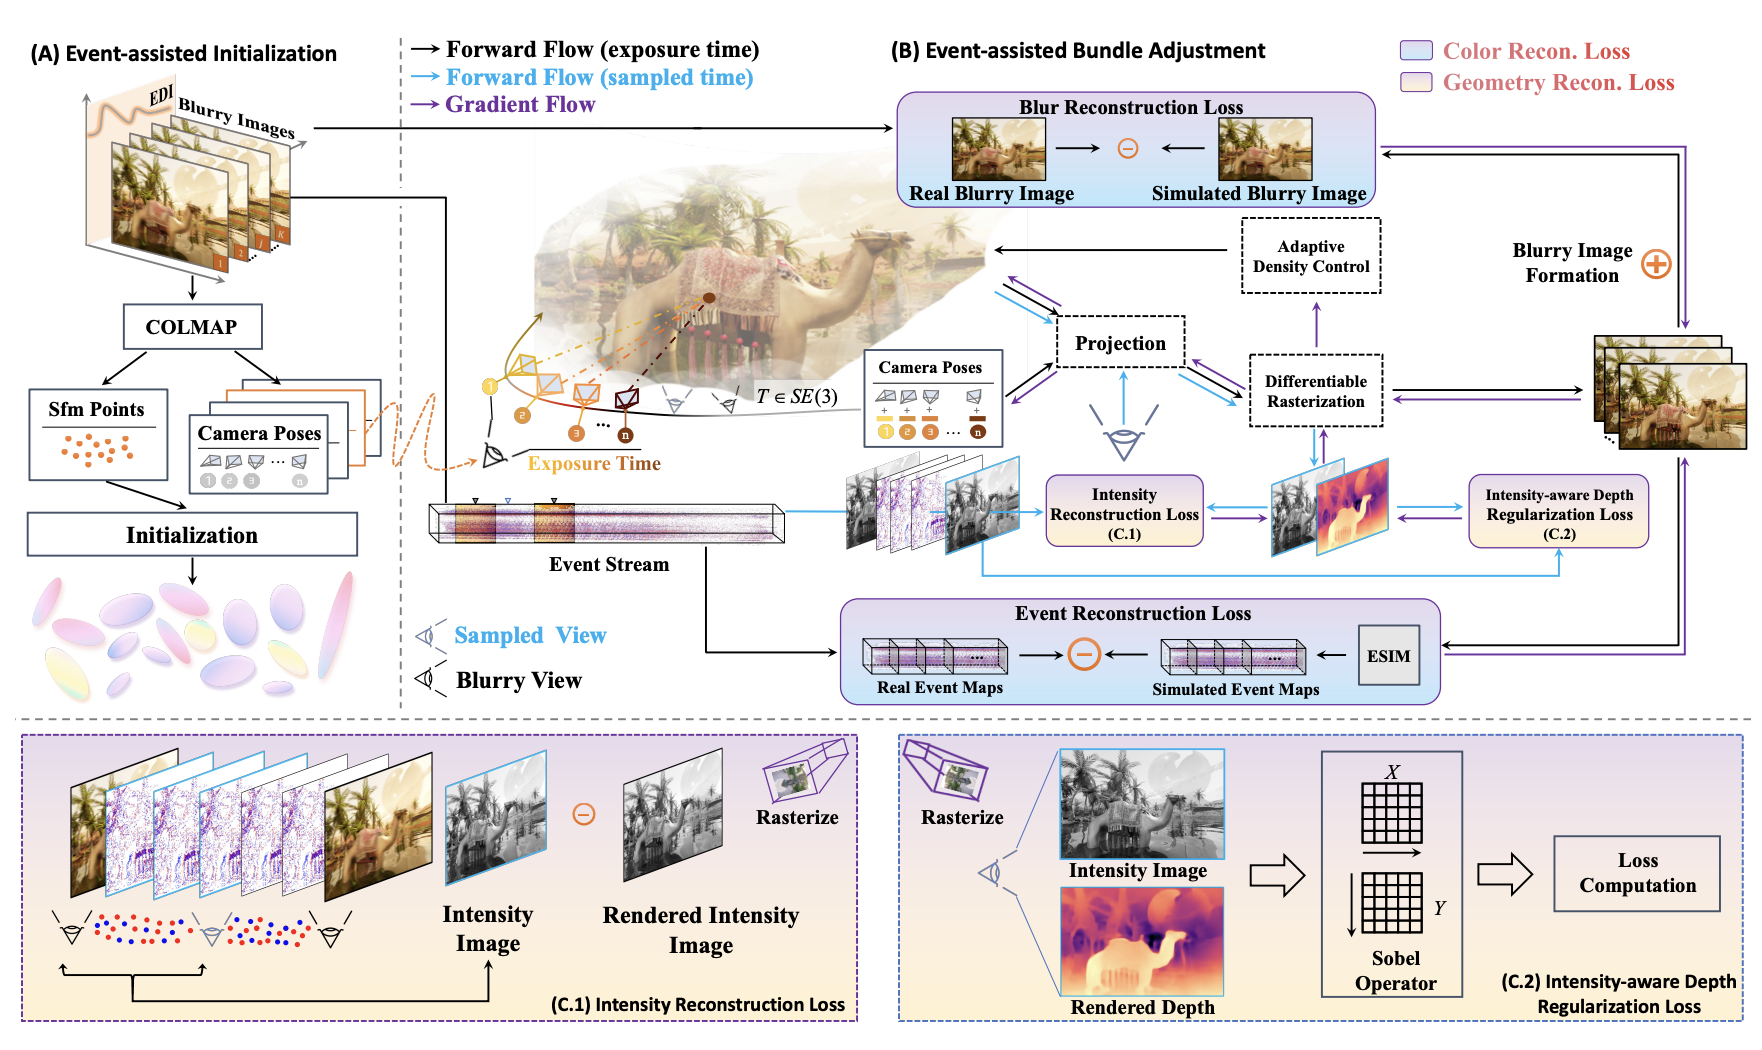 (A) Event-assisted Initialization
EDI
Blurry Images
1
2
J
K
COLMAP
Sfm Points
Camera Poses
1 2 3 n
Initialization
Forward Flow (exposure time)
Forward Flow (sampled time)
Gradient Flow
(B) Event-assisted Bundle Adjustment
Color Recon. Loss
Geometry Recon. Loss
Blur Reconstruction Loss
Real Blurry Image
Simulated Blurry Image
Adaptive
Density Control
Blurry Image
Formation
Projection
Differentiable
Rasterization
Camera Poses
1 2 3 ... n
T ∈ SE(3)
1
2
3
...
n
Exposure Time
Event Stream
Intensity
Reconstruction Loss
(C.1)
Intensity-aware Depth
Regularization Loss
(C.2)
Sampled View
Blurry View
Event Reconstruction Loss
Real Event Maps
Simulated Event Maps
ESIM
Intensity
Image
Rendered Intensity
Image
Rasterize
(C.1) Intensity Reconstruction Loss
Rasterize
Intensity Image
Rendered Depth
X
Y
Sobel
Operator
Loss
Computation
(C.2) Intensity-aware Depth
Regularization Loss